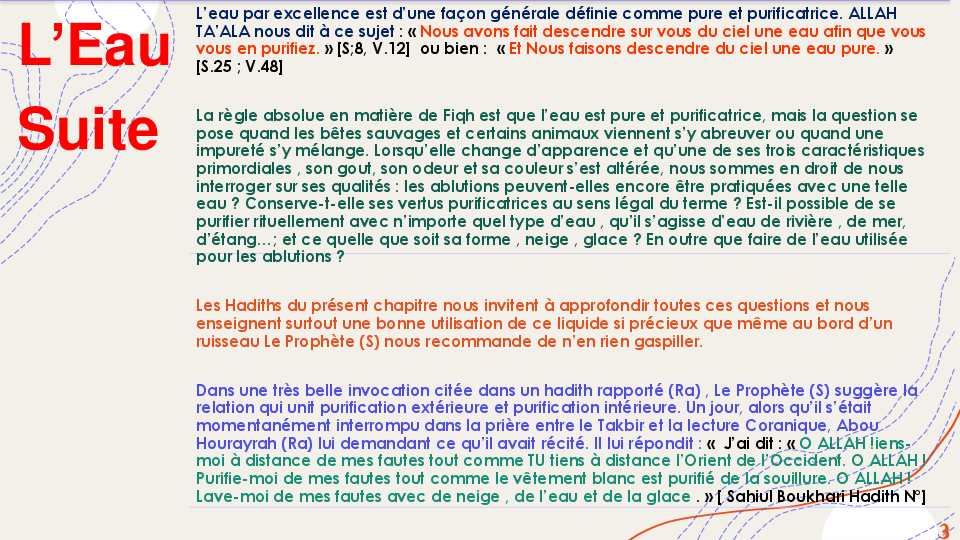 L’Eau
Suite
L’eau par excellence est d’une façon générale définie comme pure et purificatrice. ALLAH
TA’ALA nous dit à ce sujet : « Nous avons fait descendre sur vous du ciel une eau afin que vous
vous en purifiez. » [S;8, V.12]  ou bien :  « Et Nous faisons descendre du ciel une eau pure. »
[S.25 ; V.48]
La règle absolue en matière de Fiqh est que l’eau est pure et purificatrice, mais la question se
pose quand les bêtes sauvages et certains animaux viennent s’y abreuver ou quand une
impureté s’y mélange. Lorsqu’elle change d’apparence et qu’une de ses trois caractéristiques
primordiales , son gout, son odeur et sa couleur s’est altérée, nous sommes en droit de nous
interroger sur ses qualités : les ablutions peuvent-elles encore être pratiquées avec une telle
eau ? Conserve-t-elle ses vertus purificatrices au sens légal du terme ? Est-il possible de se
purifier rituellement avec n’importe quel type d’eau , qu’il s’agisse d’eau de rivière , de mer,
d’étang…; et ce quelle que soit sa forme , neige , glace ? En outre que faire de l’eau utilisée
pour les ablutions ?
Les Hadiths du présent chapitre nous invitent à approfondir toutes ces questions et nous
enseignent surtout une bonne utilisation de ce liquide si précieux que même au bord d’un
ruisseau Le Prophète (S) nous recommande de n’en rien gaspiller.
Dans une très belle invocation citée dans un hadith rapporté (Ra) , Le Prophète (S) suggère la
relation qui unit purification extérieure et purification intérieure. Un jour, alors qu’il s’était
momentanément interrompu dans la prière entre le Takbir et la lecture Coranique, Abou
Hourayrah (Ra) lui demandant ce qu’il avait récité. Il lui répondit : «  J’ai dit : « O ALLAH !iens-
moi à distance de mes fautes tout comme TU tiens à distance l’Orient de l’Occident. O ALLAH !
Purifie-moi de mes fautes tout comme le vêtement blanc est purifié de la souillure. O ALLAH !
Lave-moi de mes fautes avec de neige , de l’eau et de la glace . » [ Sahiul Boukhari Hadith N°]
3